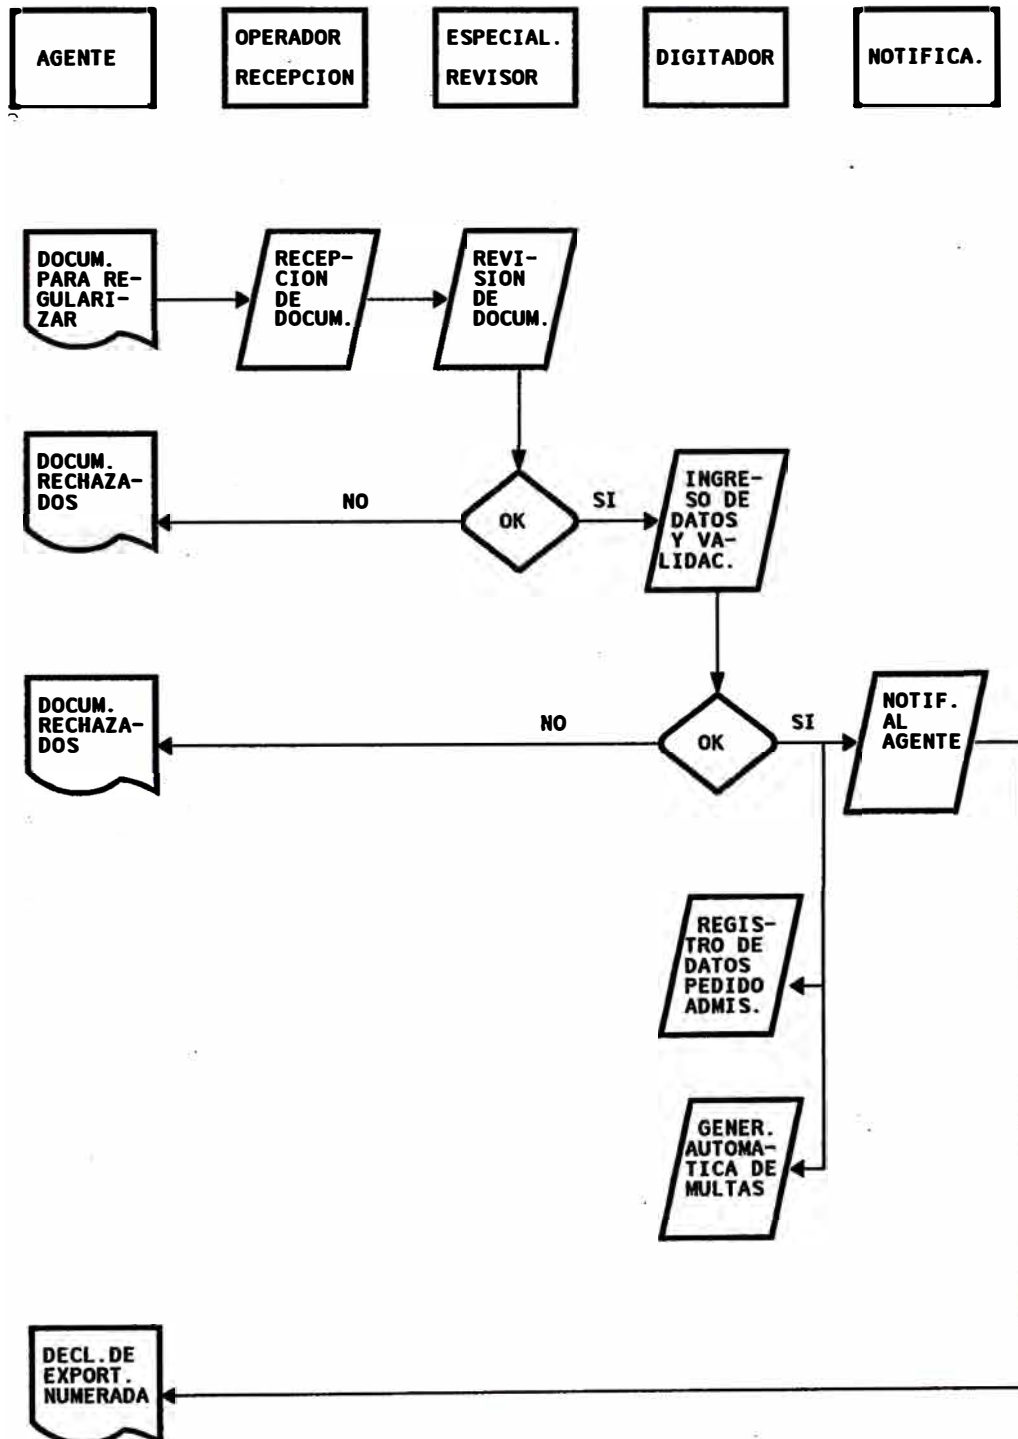 AGENTE
OPERADOR
RECEPCION
ESPECIAL.
REVISOR
DIGITADOR
NOTIFICA.
DOCUM.
PARA RE-
GULARI-
ZAR
RECEP-
CION
DE
DOCUM.
REVI-
SION
DE
DOCUM.
DOCUM.
RECHAZA-
DOS
NO
OK
SI
INGRE-
SO DE
DATOS
Y VA-
LIDAC.
DOCUM.
RECHAZA-
DOS
NO
OK
SI
NOTIF.
AL
AGENTE
REGIS-
TRO DE
DATOS
PEDIDO
ADMIS.
GENER.
AUTOMA-
TICA DE
MULTAS
DECL.DE
EXPORT.
NUMERADA